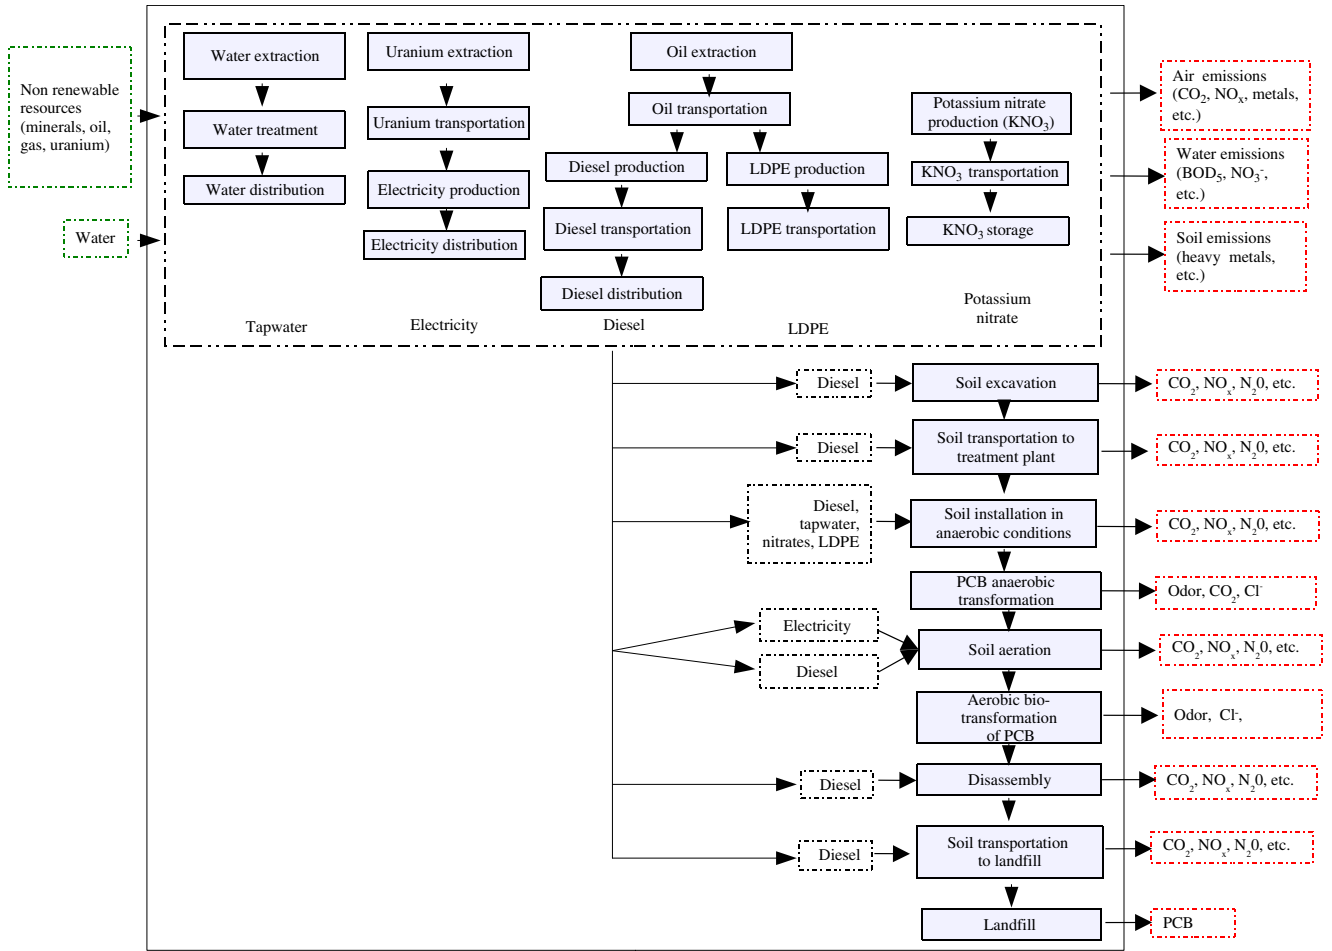 Non renewable
resources
(minerals, oil,
gas, uranium)
Water
Water extraction
Water treatment
Water distribution
Tapwater
Uranium extraction
Uranium transportation
Electricity production
Electricity distribution
Electricity
Oil extraction
Oil transportation
Diesel production
Diesel transportation
Diesel distribution
Diesel
LDPE production
LDPE transportation
LDPE
Potassium nitrate
production (KNO₃)
KNO₃ transportation
KNO₃ storage
Potassium
nitrate
Air emissions
(CO₂, NOₓ, metals,
etc.)
Water emissions
(BOD₅, NO₃⁻,
etc.)
Soil emissions
(heavy metals,
etc.)
Diesel
Soil excavation
CO₂, NOₓ, N₂0, etc.
Diesel
Soil transportation to
treatment plant
CO₂, NOₓ, N₂0, etc.
Diesel,
tapwater,
nitrates, LDPE
Soil installation in
anaerobic conditions
CO₂, NOₓ, N₂0, etc.
PCB anaerobic
transformation
Odor, CO₂, Cl⁻
Electricity
Diesel
Soil aeration
CO₂, NOₓ, N₂0, etc.
Aerobic bio-
transformation
of PCB
Odor, Cl⁻,
Diesel
Disassembly
CO₂, NOₓ, N₂0, etc.
Diesel
Soil transportation
to landfill
CO₂, NOₓ, N₂0, etc.
Landfill
PCB